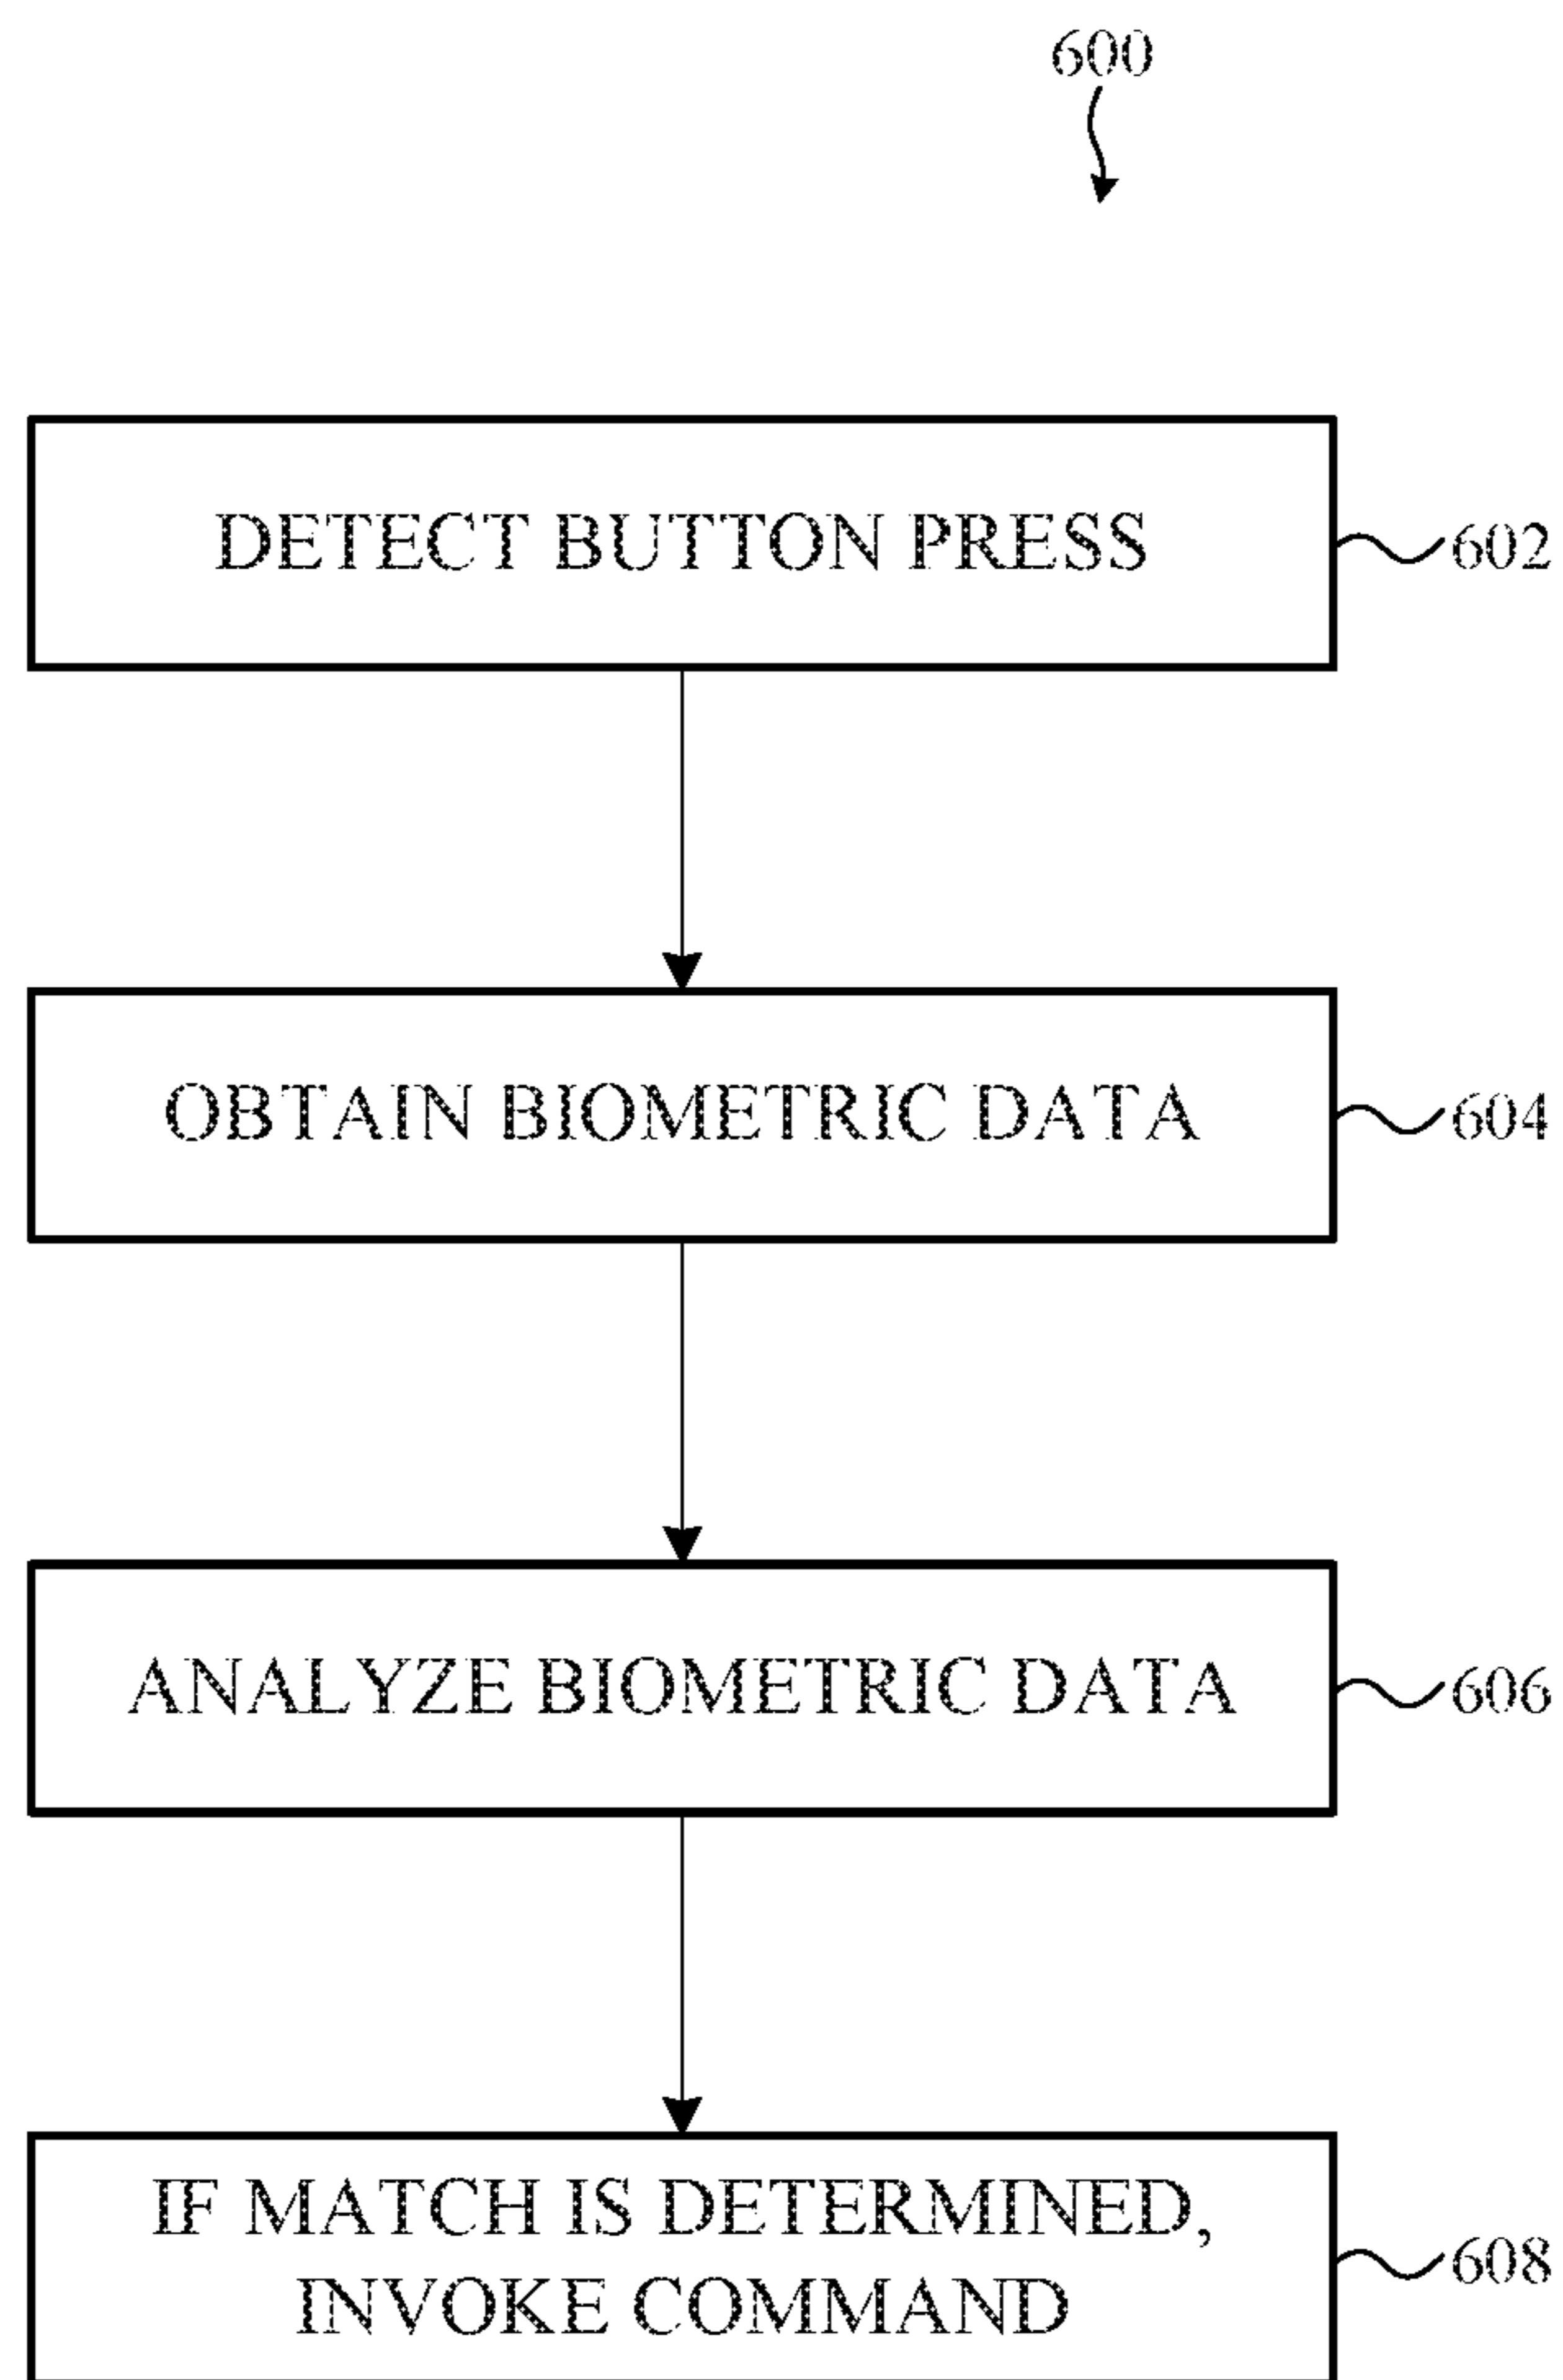 600
DETECT BUTTON PRESS
602
OBTAIN BIOMETRIC DATA
604
ANALYZE BIOMETRIC DATA
606
IF MATCH IS DETERMINED,
INVOKE COMMAND
608